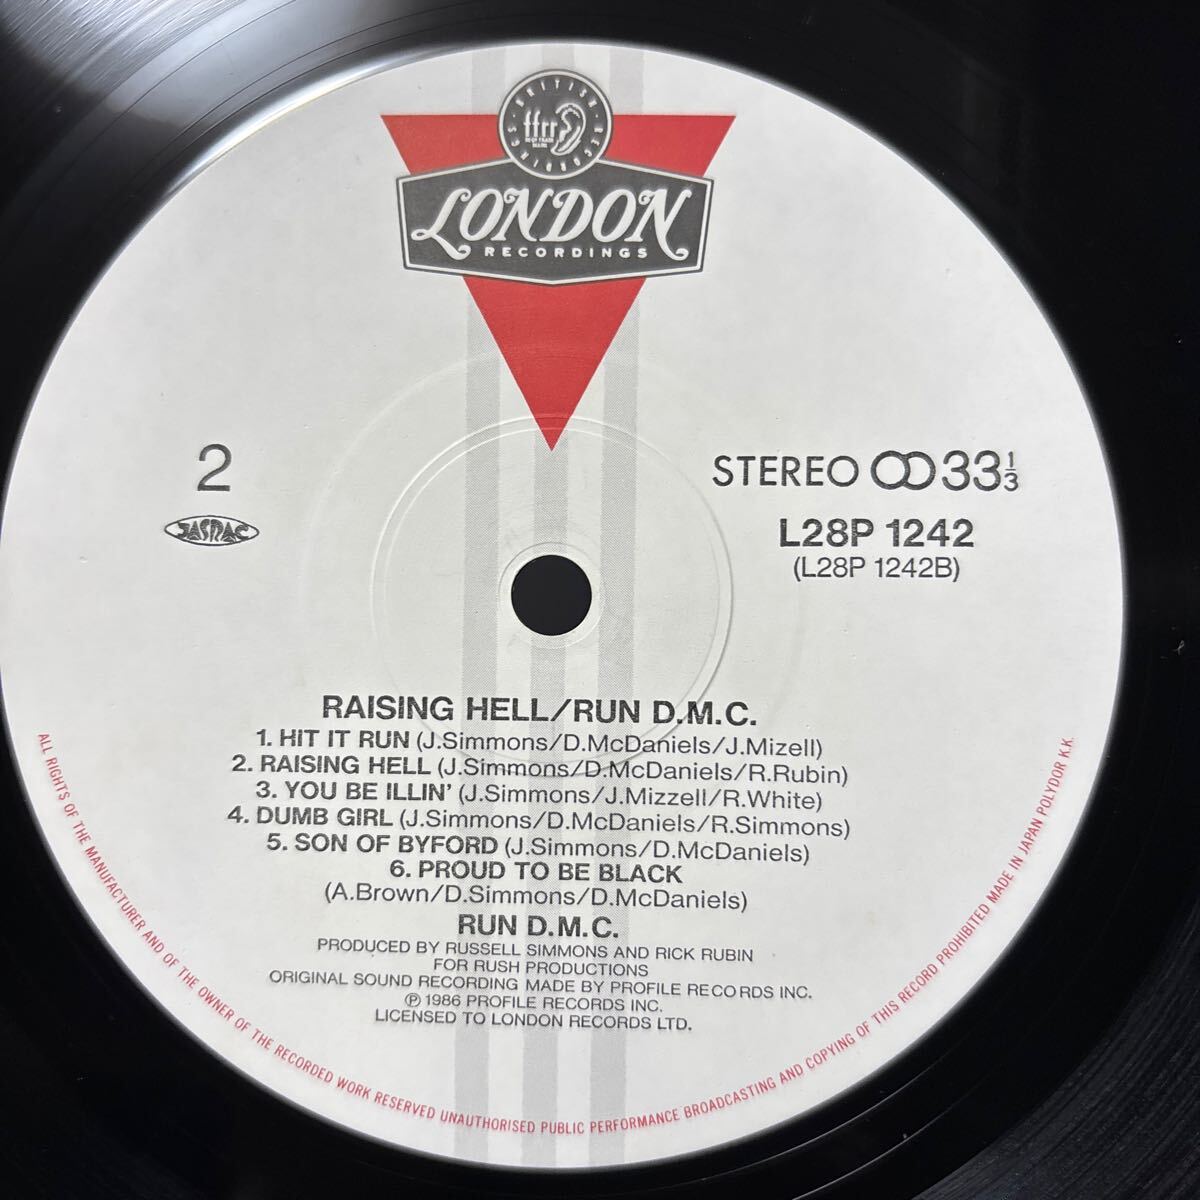 BRITISH RECORDINGS
ffrr
LONDON
RECORDINGS
2
JASRAC
STEREO 33 1/3
L28P 1242
(L28P 1242B)
RAISING HELL/RUN D.M.C.
1. HIT IT RUN (J.Simmons/D.McDaniels/J.Mizell)
2. RAISING HELL (J.Simmons/D.McDaniels/R.Rubin)
3. YOU BE ILLIN' (J.Simmons/J.Mizzell/R.White)
4. DUMB GIRL (J.Simmons/D.McDaniels/R.Simmons)
5. SON OF BYFORD (J.Simmons/D.McDaniels)
6. PROUD TO BE BLACK
(A.Brown/D.Simmons/D.McDaniels)
RUN D.M.C.
PRODUCED BY RUSSELL SIMMONS AND RICK RUBIN
FOR RUSH PRODUCTIONS
ORIGINAL SOUND RECORDING MADE BY PROFILE RECORDS INC.
℗ 1986 PROFILE RECORDS INC.
LICENSED TO LONDON RECORDS LTD.
ALL RIGHTS OF THE MANUFACTURER AND OF THE OWNER OF THE RECORDED WORK RESERVED UNAUTHORISED PUBLIC PERFORMANCE BROADCASTING AND COPYING OF THIS RECORD PROHIBITED MADE IN JAPAN POLYDOR K.K.